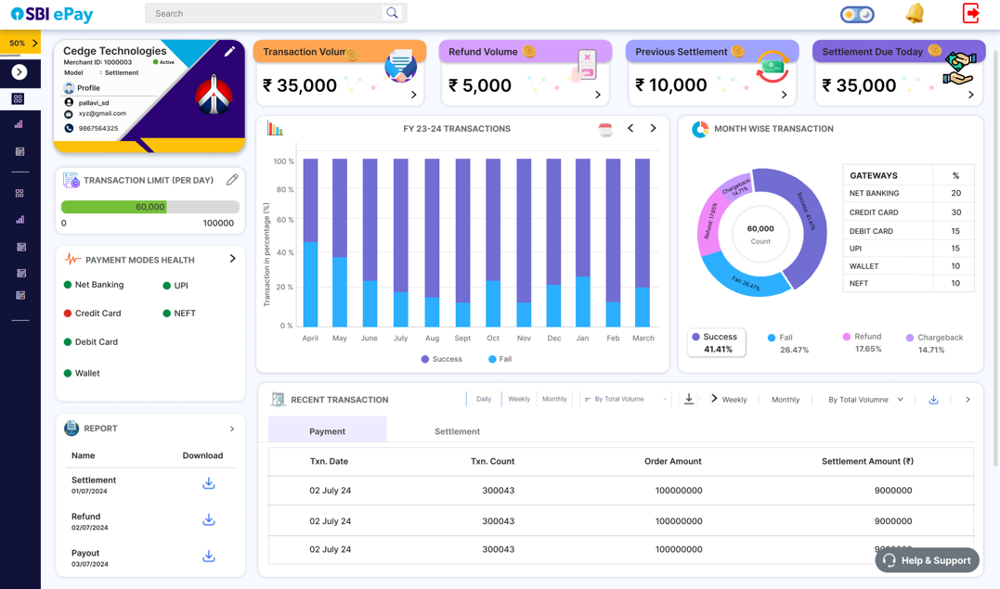 SBI ePay
Search
50%
Cedge Technologies
Merchant ID: 1000003
Active
Model : Settlement
Profile
pallavi_sd
xyz@gmail.com
9867564325
Transaction Volum
₹ 35,000
Refund Volume
₹ 5,000
Previous Settlement
₹ 10,000
Settlement Due Today
₹ 35,000
TRANSACTION LIMIT (PER DAY)
60,000
0 100000
PAYMENT MODES HEALTH
Net Banking UPI
Credit Card NEFT
Debit Card
Wallet
REPORT
Name Download
Settlement
01/07/2024
Refund
02/07/2024
Payout
03/07/2024
FY 23-24 TRANSACTIONS
Transaction in percentage (%)
100 %
80 %
60 %
40 %
20 %
0 %
April May June July Aug Sept Oct Nov Dec Jan Feb March
Success Fail
MONTH WISE TRANSACTION
Chargeback:
14.71%
Success: 41.41%
Refund: 17.65%
Fail: 26.47%
60,000
Count
GATEWAYS %
NET BANKING 20
CREDIT CARD 30
DEBIT CARD 15
UPI 15
WALLET 10
NEFT 10
Success
41.41%
Fail
26.47%
Refund
17.65%
Chargeback
14.71%
RECENT TRANSACTION
Daily Weekly Monthly By Total Volume
Weekly Monthly By Total Volumne
Payment Settlement
Txn. Date Txn. Count Order Amount Settlement Amount (₹)
02 July 24 300043 100000000 9000000
02 July 24 300043 100000000 9000000
02 July 24 300043 100000000
Help & Support